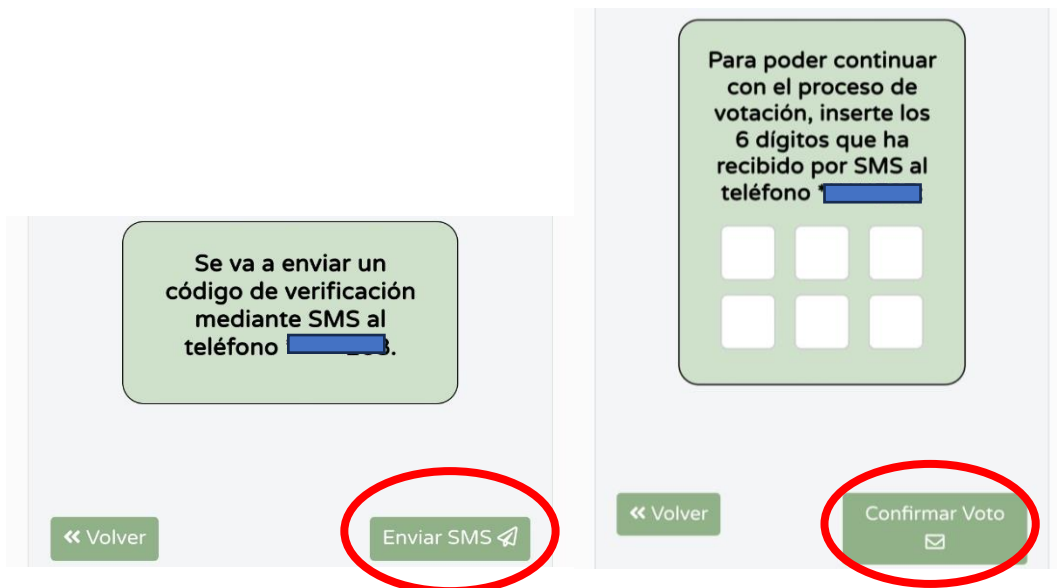 Se va a enviar un
código de verificación
mediante SMS al
teléfono
Volver
Enviar SMS
Para poder continuar
con el proceso de
votación, inserte los
6 dígitos que ha
recibido por SMS al
teléfono *
Volver
Confirmar Voto